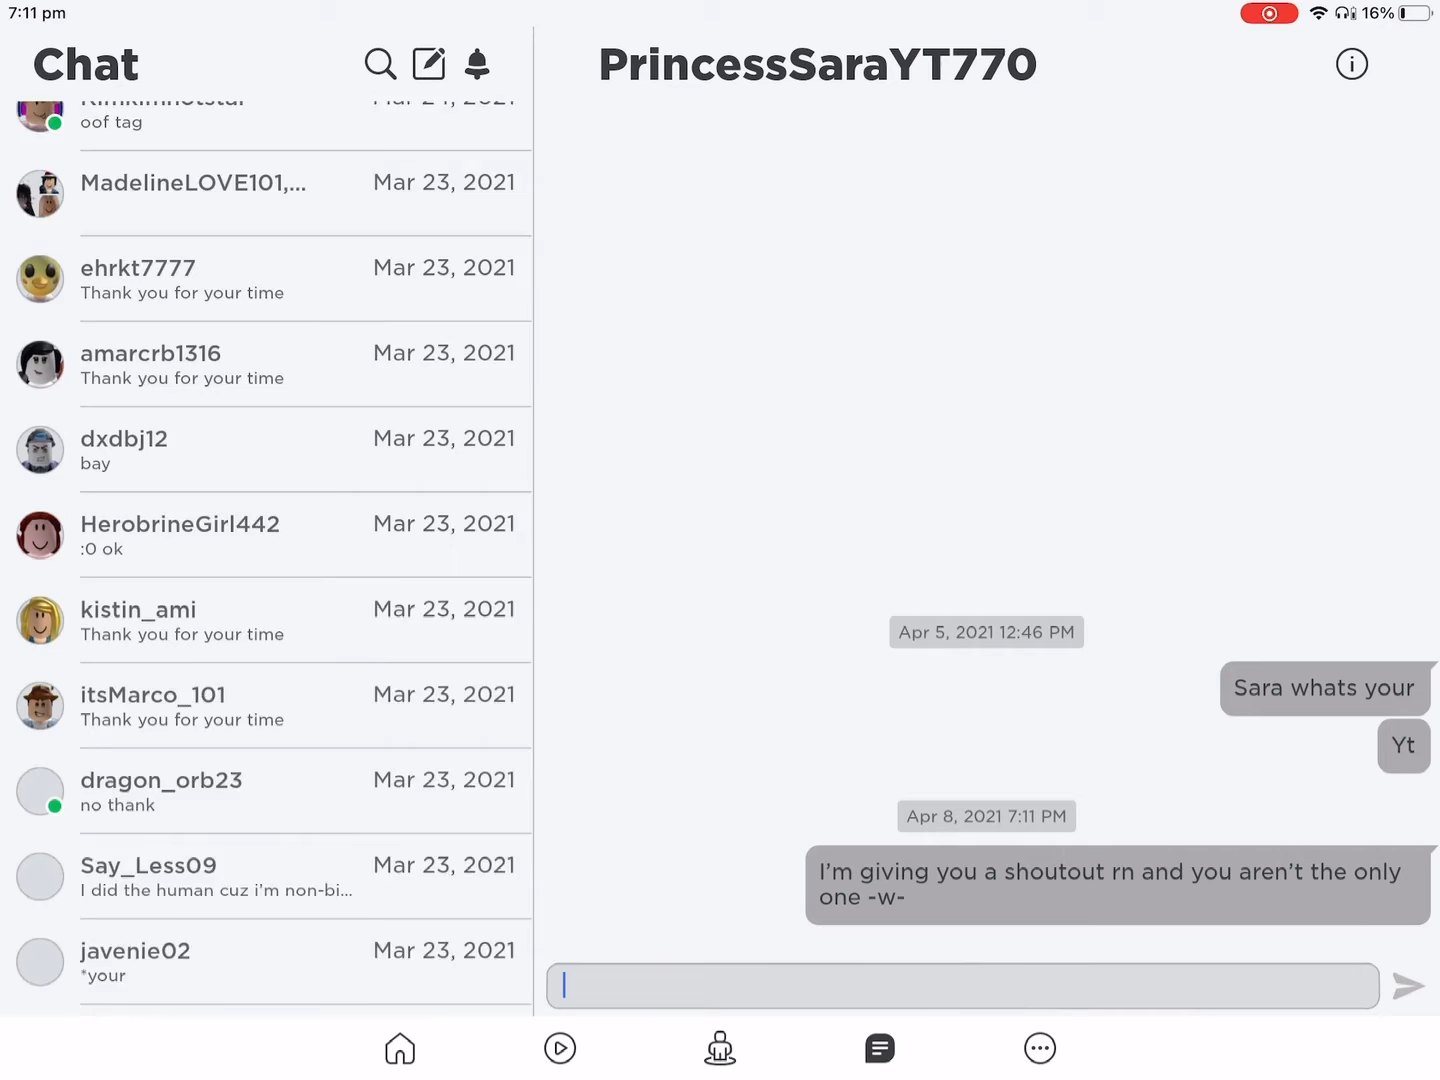 7:11 pm
16%
Chat
PrincessSaraYT770
oof tag
MadelineLOVE101,...
Mar 23, 2021
ehrkt7777
Mar 23, 2021
Thank you for your time
amarcrb1316
Mar 23, 2021
Thank you for your time
dxdbj12
Mar 23, 2021
bay
HerobrineGirl442
Mar 23, 2021
:0 ok
kistin_ami
Mar 23, 2021
Thank you for your time
itsMarco_101
Mar 23, 2021
Thank you for your time
dragon_orb23
Mar 23, 2021
no thank
Say_Less09
Mar 23, 2021
I did the human cuz i’m non-bi...
javenie02
Mar 23, 2021
*your
Apr 5, 2021 12:46 PM
Sara whats your
Yt
Apr 8, 2021 7:11 PM
I’m giving you a shoutout rn and you aren’t the only
one -w-